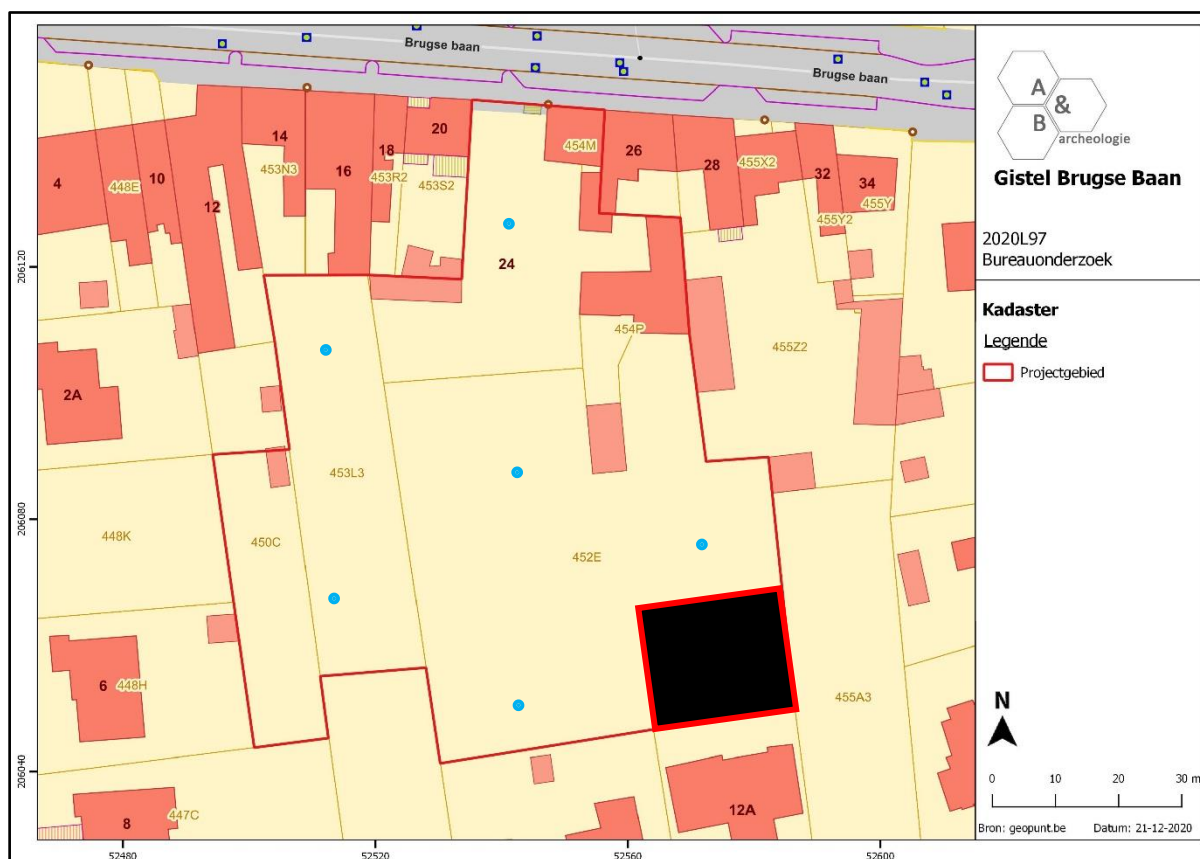 Brugse baan
Brugse baan
4
448E
10
12
14
453N3
16
18
453R2
20
453S2
454M
26
28
455X2
32
455Y2
34
455Y
24
454P
455Z2
2A
453L3
448K
450C
452E
6
448H
455A3
8
447C
12A
206120
206080
206040
52480
52520
52560
52600
A
&
B
archeologie
Gistel Brugse Baan
2020L97
Bureauonderzoek
Kadaster
Legende
Projectgebied
N
0 10 20 30 m
Bron: geopunt.be Datum: 21-12-2020